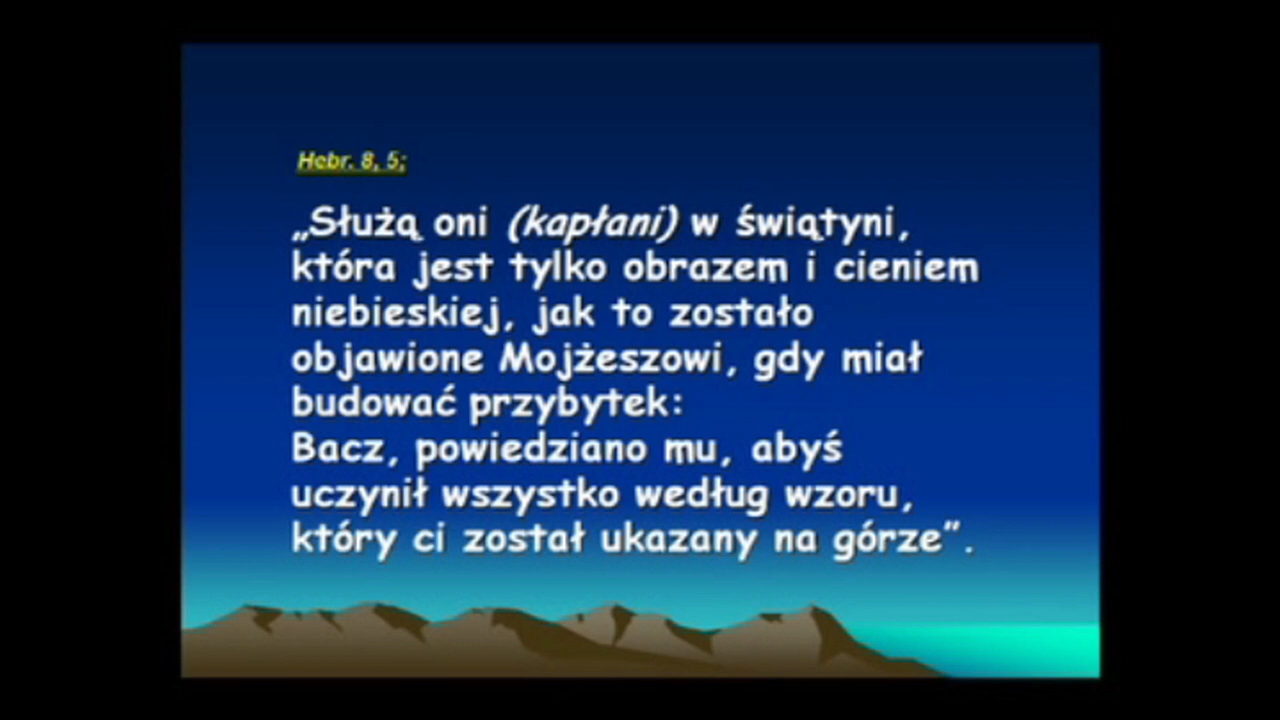 Hebr. 8, 5;
„Służą oni (kapłani) w świątyni,
która jest tylko obrazem i cieniem
niebieskiej, jak to zostało
objawione Mojżeszowi, gdy miał
budować przybytek:
Bacz, powiedziano mu, abyś
uczynił wszystko według wzoru,
który ci został ukazany na górze”.